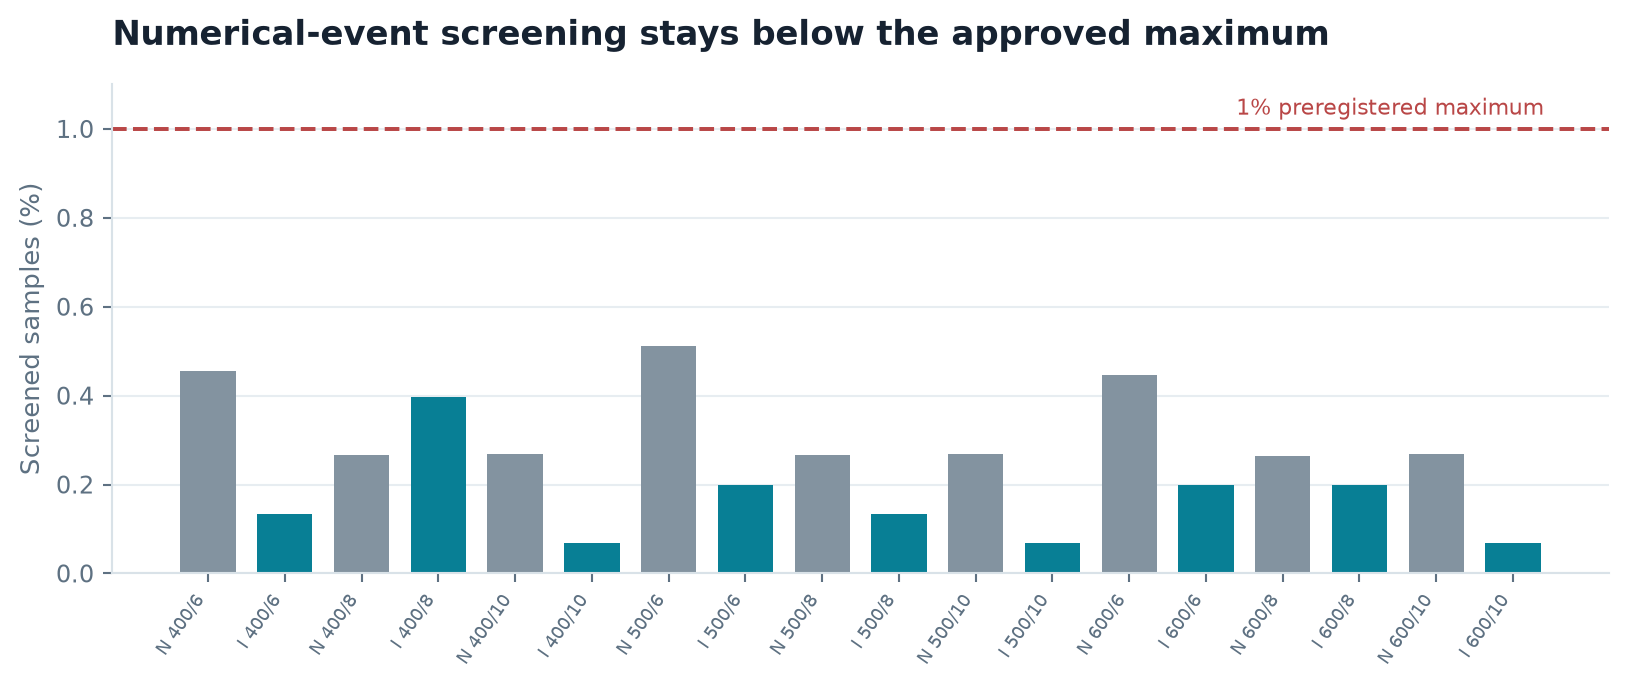 Numerical-event screening stays below the approved maximum
1% preregistered maximum
Screened samples (%)
1.0
0.8
0.6
0.4
0.2
0.0
N 400/6
I 400/6
N 400/8
I 400/8
N 400/10
I 400/10
N 500/6
I 500/6
N 500/8
I 500/8
N 500/10
I 500/10
N 600/6
I 600/6
N 600/8
I 600/8
N 600/10
I 600/10